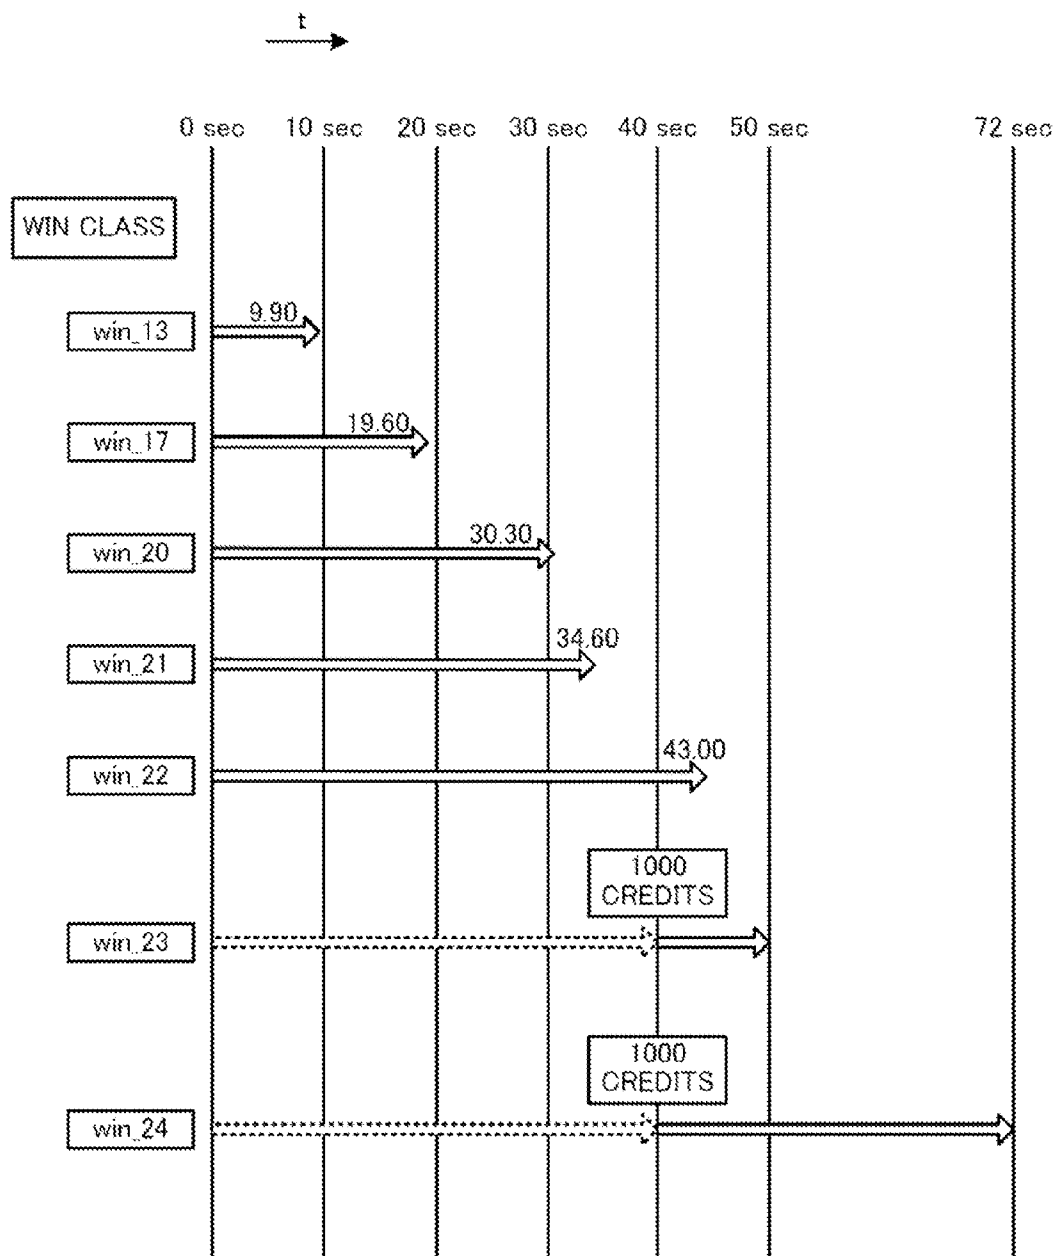 t
0 sec 10 sec 20 sec 30 sec 40 sec 50 sec 72 sec
WIN CLASS
9.90
win_13
19.60
win_17
30.30
win_20
34.60
win_21
43.00
win_22
1000
CREDITS
win_23
1000
CREDITS
win_24